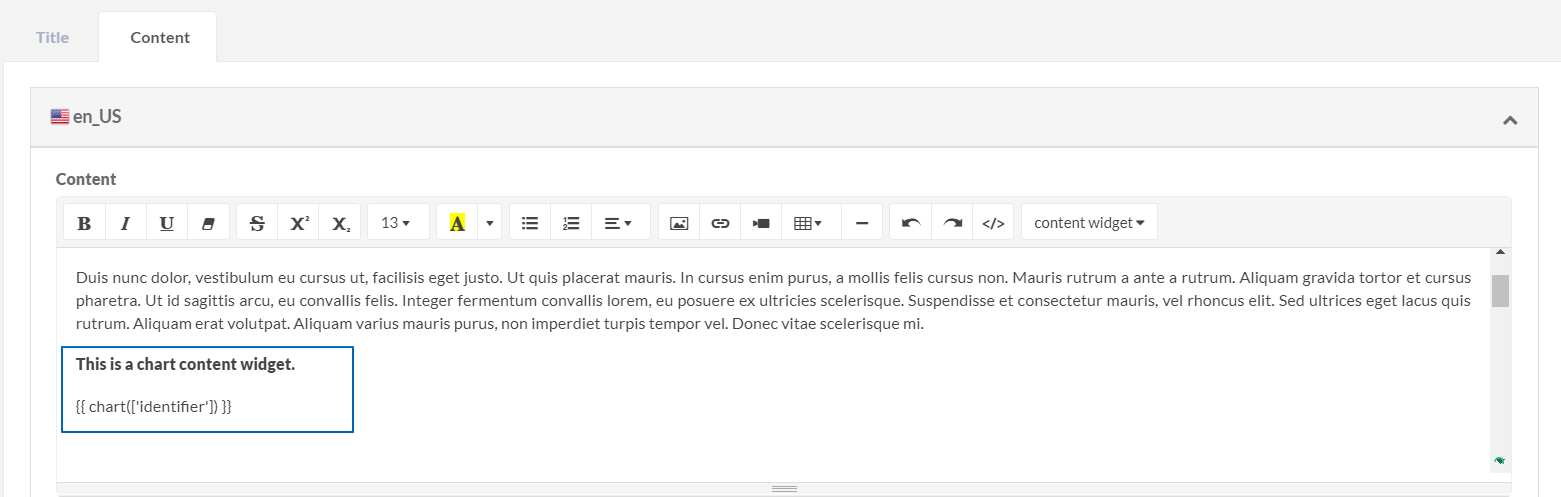 Title
Content
en_US
Content
B I U S X² X₂ 13 A </> content widget
Duis nunc dolor, vestibulum eu cursus ut, facilisis eget justo. Ut quis placerat mauris. In cursus enim purus, a mollis felis cursus non. Mauris rutrum a ante a rutrum. Aliquam gravida tortor et cursus
pharetra. Ut id sagittis arcu, eu convallis felis. Integer fermentum convallis lorem, eu posuere ex ultricies scelerisque. Suspendisse et consectetur mauris, vel rhoncus elit. Sed ultrices eget lacus quis
rutrum. Aliquam erat volutpat. Aliquam varius mauris purus, non imperdiet turpis tempor vel. Donec vitae scelerisque mi.
This is a chart content widget.
{{ chart(['identifier']) }}